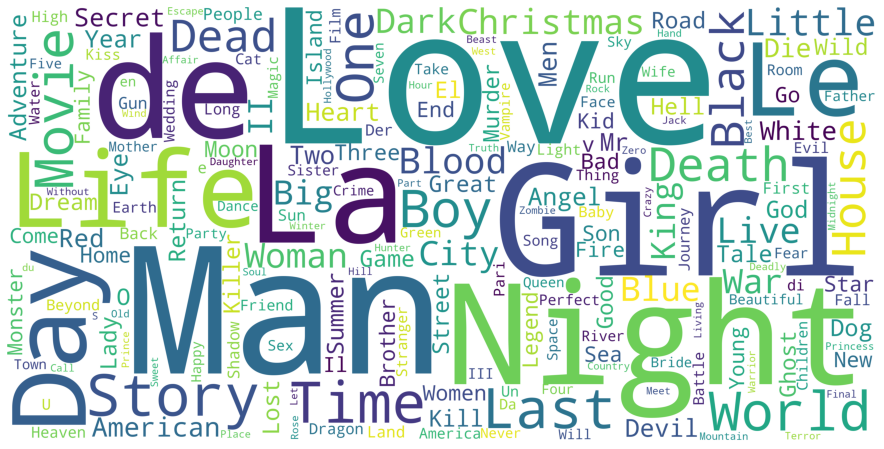 Love
Man
Girl
Night
La
de
Le
Life
Day
Movie
Dead
One
Dark
Christmas
Little
Black
House
Death
World
Story
Time
Last
Boy
Big
City
Blood
Woman
King
Live
War
Blue
Secret
Year
People
High
Escape
Kiss
Adventure
Five
Affair
Cat
Family
Gun
Wedding
Magic
Water
en
Wind
Long
II
Island
Film
Heart
Hollywood
Hour
Seven
Beast
West
Sky
Hand
Road
Men
Take
El
End
Murder
Vampire
Run
Rock
Wife
Face
Hell
Jack
Kid
Die
Wild
Room
Father
Go
Best
White
Mother
Moon
Der
Two
Three
Truth
Way
Light
v
Mr
Zero
Bad
Thing
Evil
Eye
Daughter
Sister
Crime
Part
Great
Angel
Baby
First
God
Without
Dream
Earth
Return
Dance
Sun
Winter
Green
Zombie
Son
Fire
Crazy
Song
Journey
Tale
Fear
Midnight
Come
Red
Back
Party
Home
Game
Hunter
Soul
Hill
Queen
Pari
Perfect
Good
Deadly
di
Star
Beautiful
Fall
Monster
du
Beyond
O
Killer
Summer
Street
Legend
Space
River
Sea
Lady
Old
s
Friend
Shadow
Sex
Il
Brother
Stranger
III
Country
Bride
Battle
Living
Young
Ghost
Children
Dog
Princess
New
Town
Call
Prince
Happy
Sweet
U
Lost
Rose
Let
Women
Un
Four
Da
Meet
Warrior
Final
Heaven
American
Place
Dragon
Land
America
Kill
Never
Will
Devil
Mountain
Terror
e